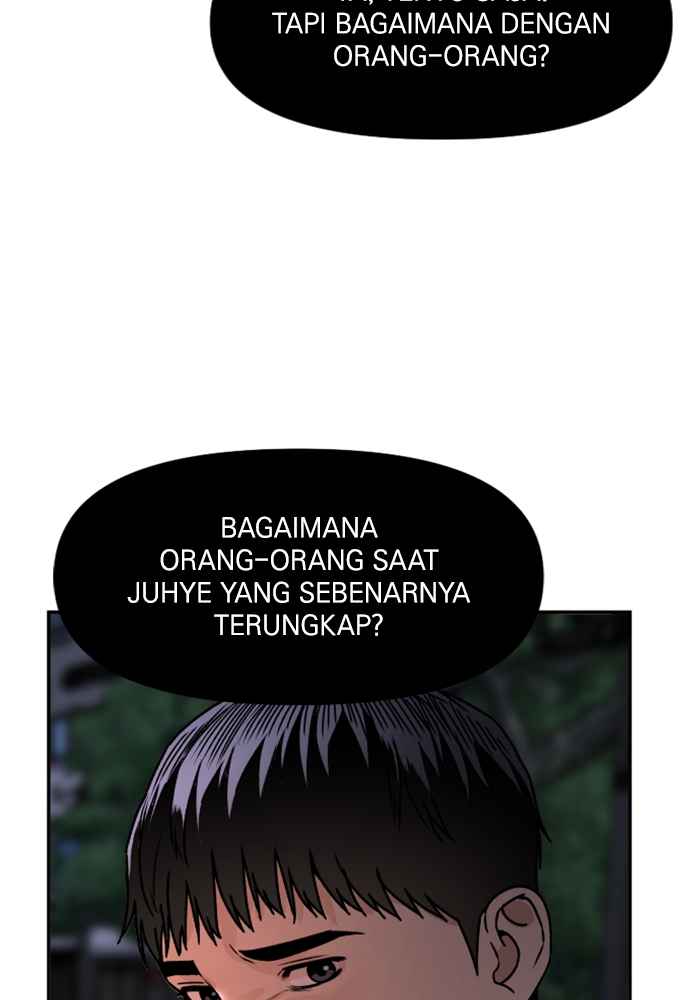 TAPI BAGAIMANA DENGAN
ORANG-ORANG?
BAGAIMANA
ORANG-ORANG SAAT
JUHYE YANG SEBENARNYA
TERUNGKAP?